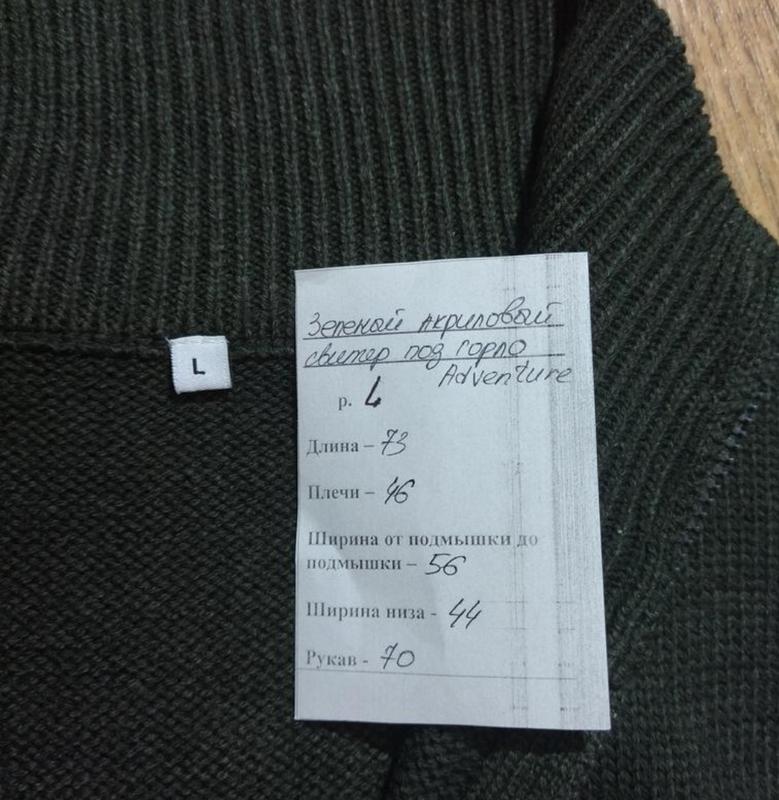 L
Зеленый акриловый
свитер под горло
Adventure
р. L
Длина – 73
Плечи – 46
Ширина от подмышки до
подмышки – 56
Ширина низа - 44
Рукав - 70